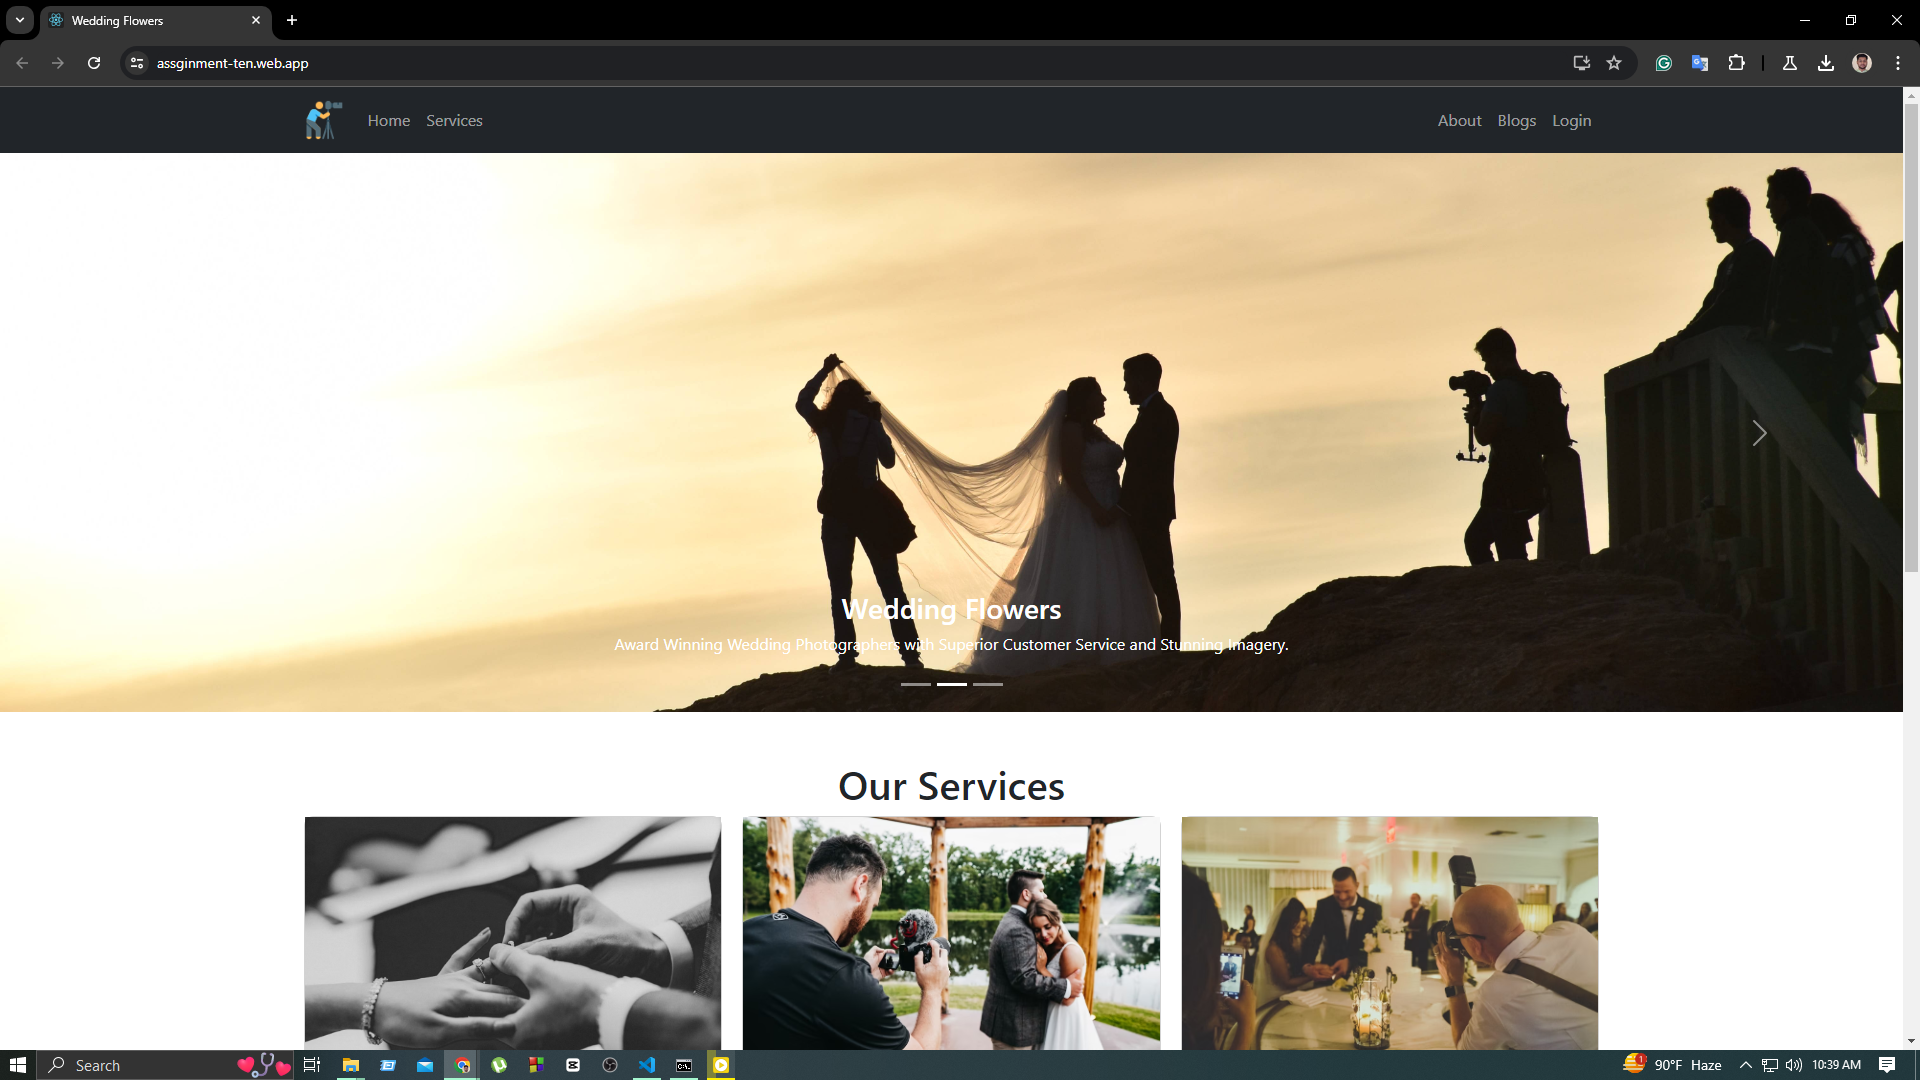 Wedding Flowers
assginment-ten.web.app
Home Services About Blogs Login
Wedding Flowers
Award Winning Wedding Photographers with Superior Customer Service and Stunning Imagery.
Our Services
Search
1
90°F Haze
10:39 AM